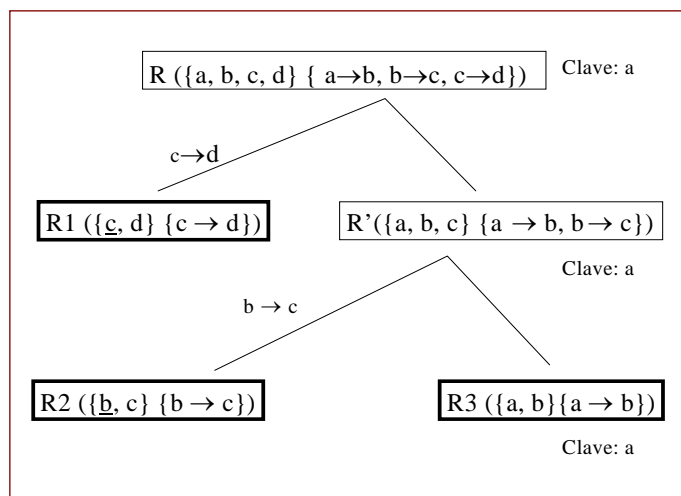 R ({a, b, c, d} { a→b, b→c, c→d})
Clave: a
c→d
R1 ({c, d} {c → d})
R’({a, b, c} {a → b, b→ c})
Clave: a
b → c
R2 ({b, c} {b → c})
R3 ({a, b}{a → b})
Clave: a